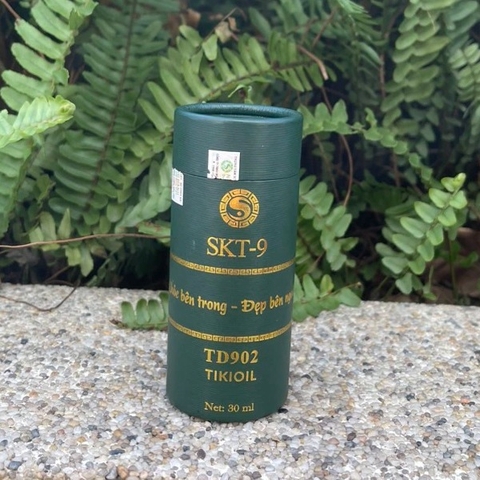 SKT-9
bên trong - Đẹp bên
TD902
TIKIOIL
Net: 30 ml